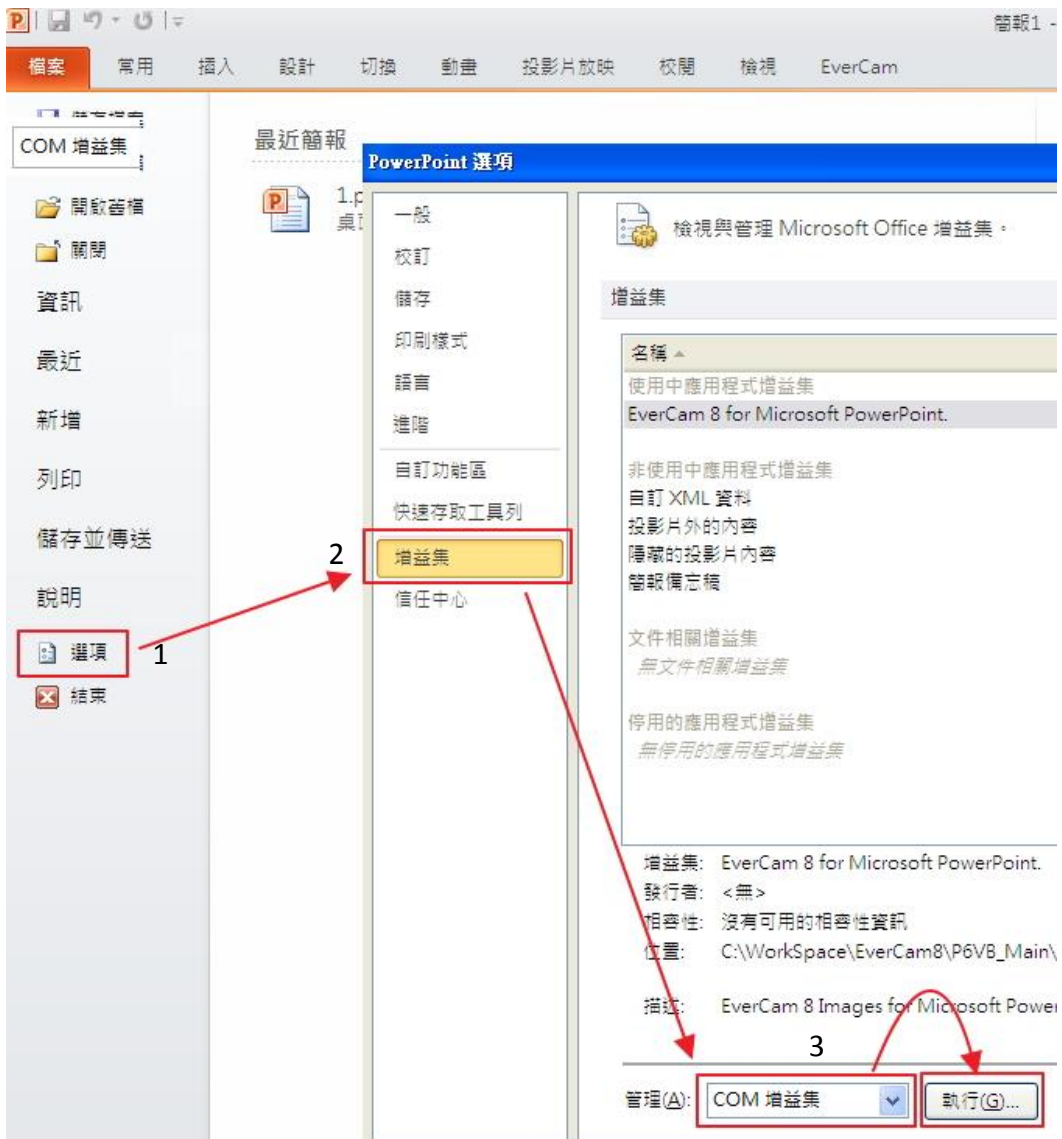 簡報1 -
檔案 常用 插入 設計 切換 動畫 投影片放映 校閱 檢視 EverCam
COM 增益集
開啟舊檔
關閉
資訊
最近
新增
列印
儲存並傳送
說明
選項
1
結束
最近簡報
1.p
PowerPoint 選項
一般
校訂
儲存
印刷樣式
語言
進階
自訂功能區
快速存取工具列
2
增益集
信任中心
檢視與管理 Microsoft Office 增益集。
增益集
名稱
使用中應用程式增益集
EverCam 8 for Microsoft PowerPoint.
非使用中應用程式增益集
自訂 XML 資料
投影片外的內容
隱藏的投影片內容
簡報備忘稿
文件相關增益集
無文件相關增益集
停用的應用程式增益集
無停用的應用程式增益集
增益集: EverCam 8 for Microsoft PowerPoint.
發行者: <無>
相容性: 沒有可用的相容性資訊
位置: C:\WorkSpace\EverCam8\P6VB_Main\
描述: EverCam 8 Images for Microsoft Power
3
管理(A): COM 增益集 執行(G)...